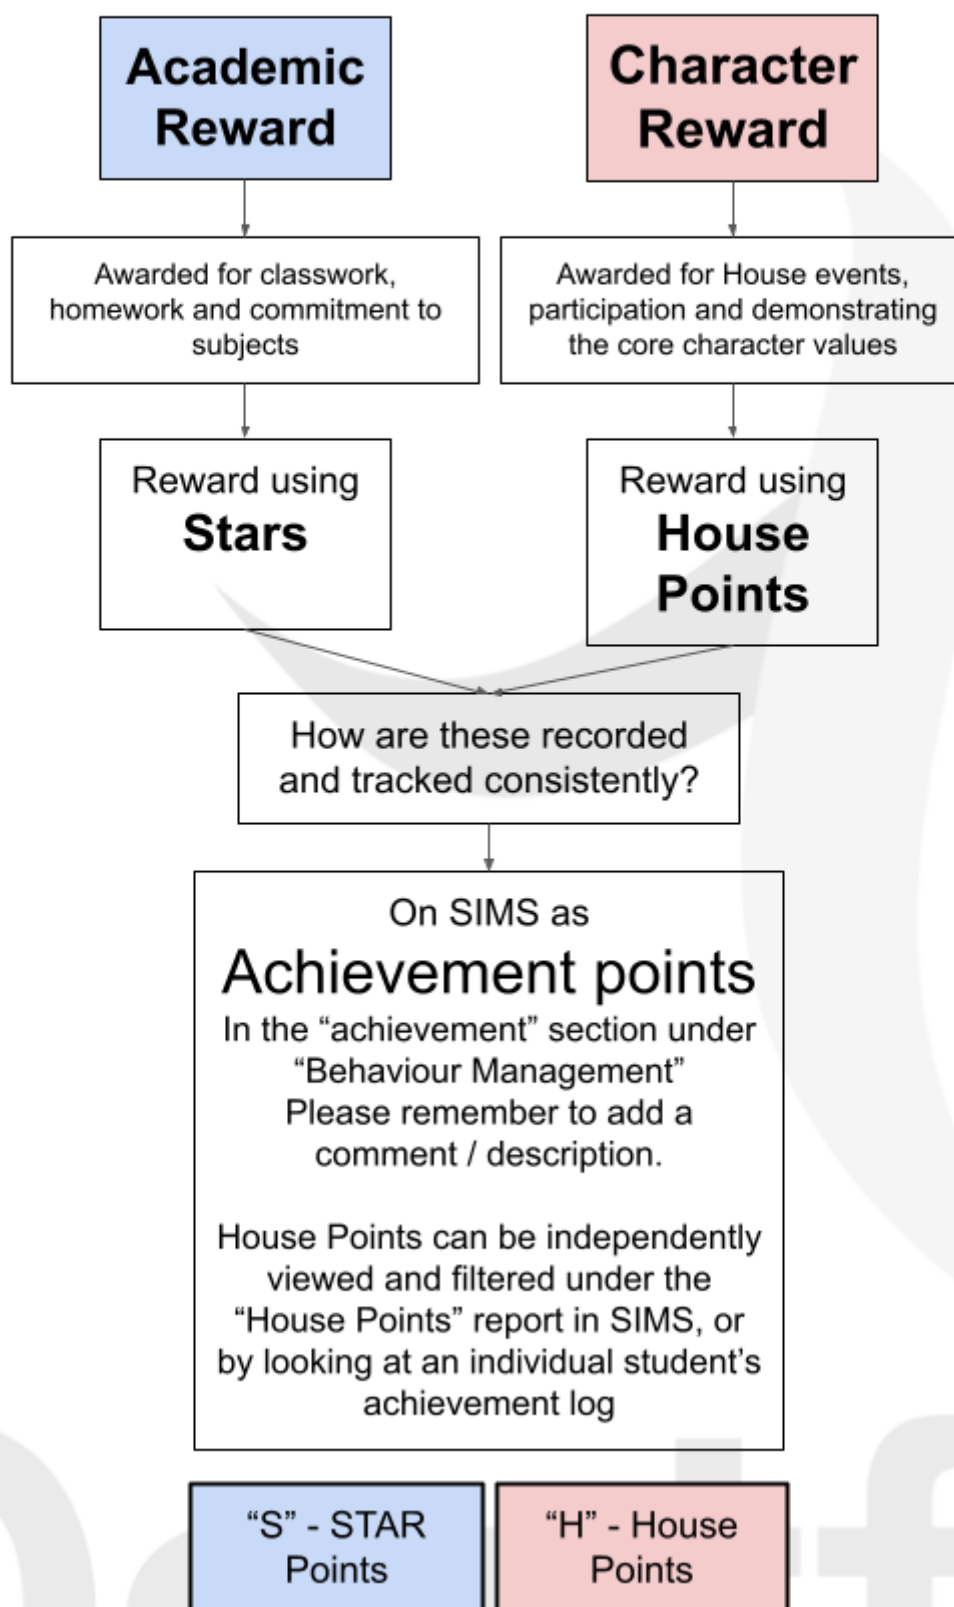 Academic
Reward
Character
Reward
Awarded for classwork,
homework and commitment to
subjects
Awarded for House events,
participation and demonstrating
the core character values
Reward using
Stars
Reward using
House
Points
How are these recorded
and tracked consistently?
On SIMS as
Achievement points
In the “achievement” section under
“Behaviour Management”
Please remember to add a
comment / description.
House Points can be independently
viewed and filtered under the
“House Points” report in SIMS, or
by looking at an individual student’s
achievement log
“S” - STAR
Points
“H” - House
Points